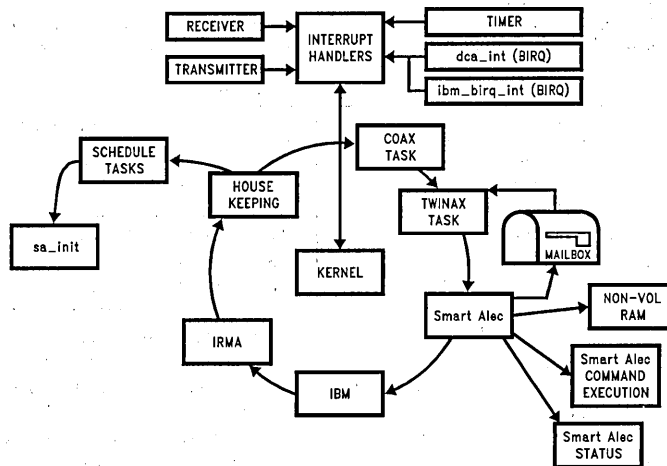 RECEIVER
TRANSMITTER
INTERRUPT
HANDLERS
TIMER
dca_int (BIRQ)
ibm_birq_int (BIRQ)
SCHEDULE
TASKS
COAX
TASK
HOUSE
KEEPING
TWINAX
TASK
sa_init
MAILBOX
KERNEL
Smart Alec
NON-VOL
RAM
IRMA
IBM
Smart Alec
COMMAND
EXECUTION
Smart Alec
STATUS